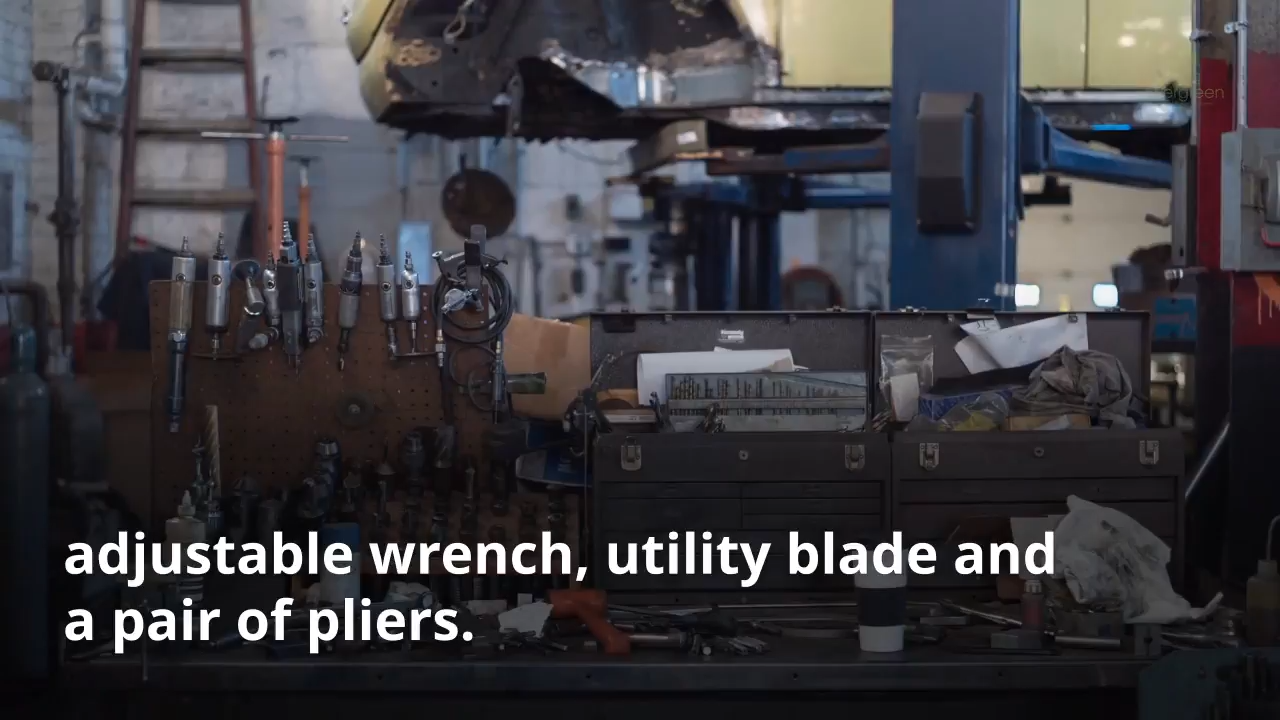 adjustable wrench, utility blade and
a pair of pliers.